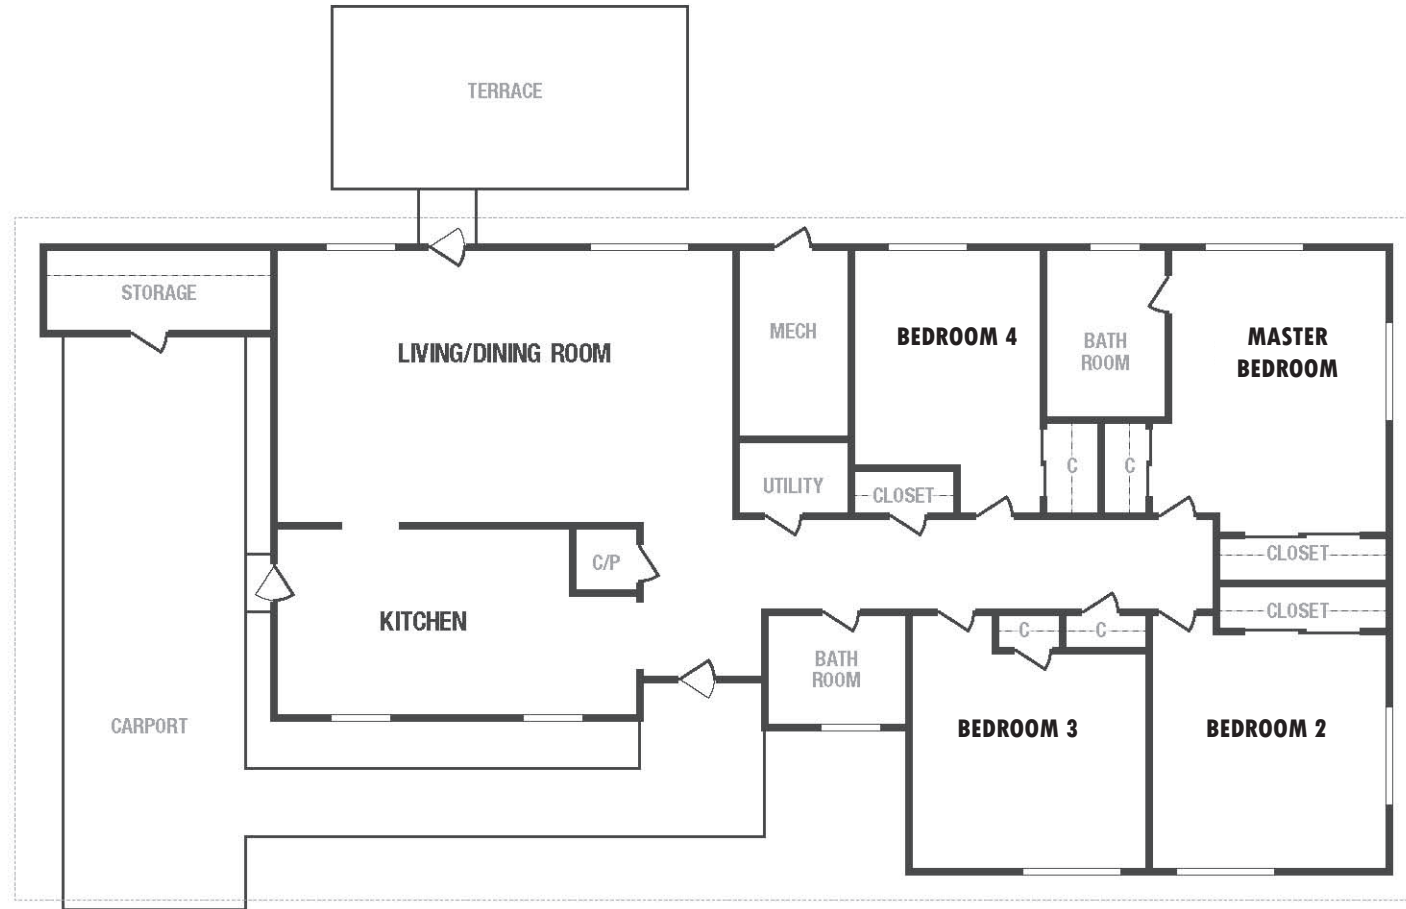 TERRACE
STORAGE
LIVING/DINING ROOM
MECH
BEDROOM 4
BATH
ROOM
MASTER
BEDROOM
C
C
UTILITY
CLOSET
C/P
CLOSET
CLOSET
KITCHEN
C
C
BATH
ROOM
CARPORT
BEDROOM 3
BEDROOM 2